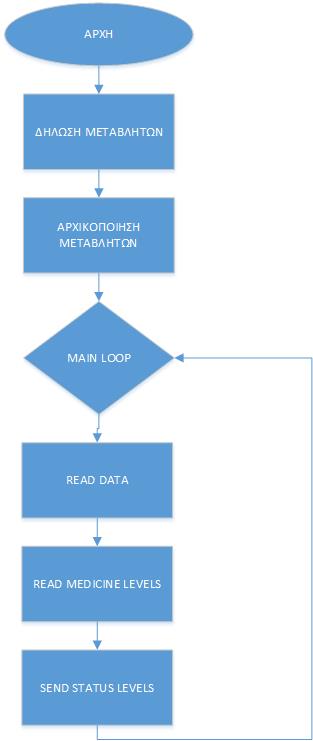 ΑΡΧΗ
ΔΗΛΩΣΗ ΜΕΤΑΒΛΗΤΩΝ
ΑΡΧΙΚΟΠΟΙΗΣΗ
ΜΕΤΑΒΛΗΤΩΝ
MAIN LOOP
READ DATA
READ MEDICINE LEVELS
SEND STATUS LEVELS